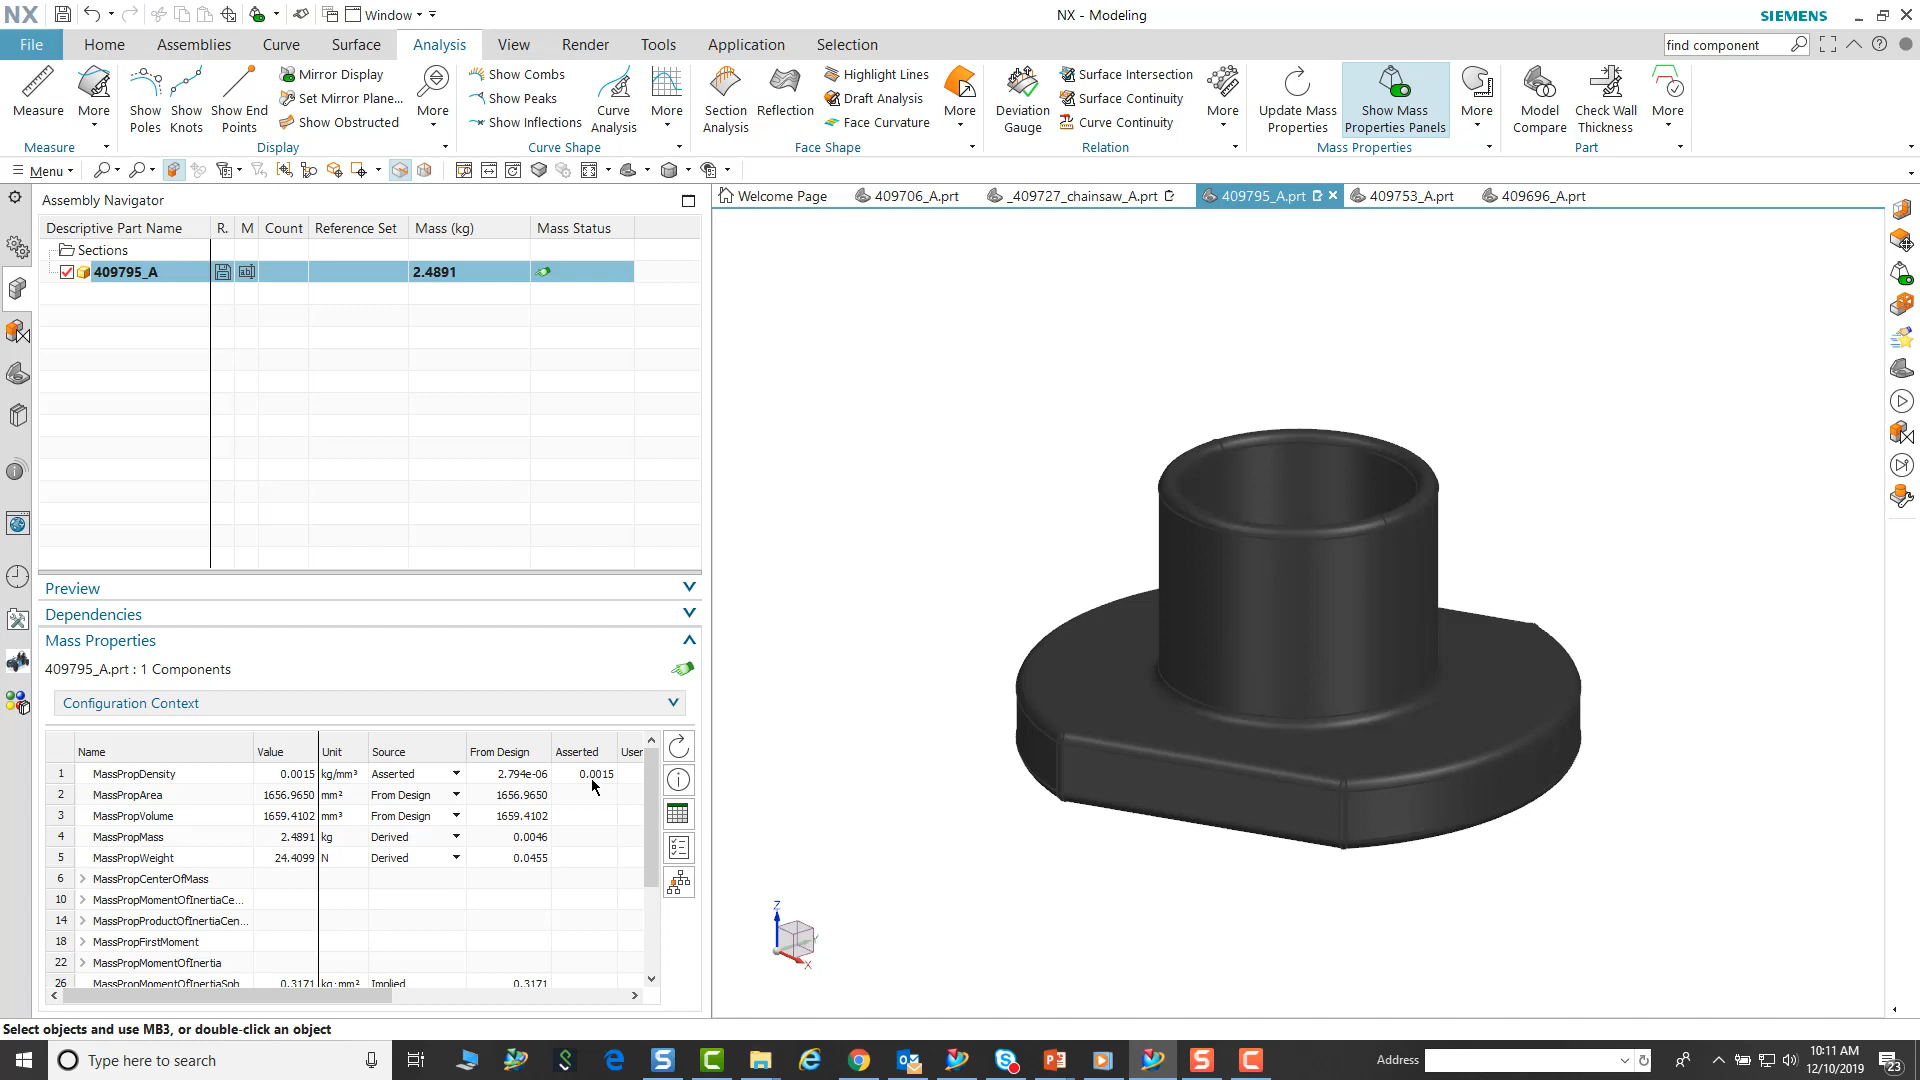 NX
Window
NX - Modeling
SIEMENS
File
Home
Assemblies
Curve
Surface
Analysis
View
Render
Tools
Application
Selection
find component
Measure
More
Show Poles
Show Knots
Show End Points
Mirror Display
Set Mirror Plane...
Show Obstructed
More
Show Combs
Show Peaks
Show Inflections
Curve Analysis
More
Section Analysis
Reflection
Highlight Lines
Draft Analysis
Face Curvature
More
Deviation Gauge
Surface Intersection
Surface Continuity
Curve Continuity
More
Update Mass Properties
Show Mass Properties Panels
More
Model Compare
Check Wall Thickness
More
Measure
Display
Curve Shape
Face Shape
Relation
Mass Properties
Part
Menu
Assembly Navigator
Welcome Page
409706_A.prt
_409727_chainsaw_A.prt
409795_A.prt
409753_A.prt
409696_A.prt
Descriptive Part Name R. M Count Reference Set Mass (kg) Mass Status
Sections
409795_A 2.4891
Preview
Dependencies
Mass Properties
409795_A.prt : 1 Components
Configuration Context
Name Value Unit Source From Design Asserted User
1 MassPropDensity 0.0015 kg/mm³ Asserted 2.794e-06 0.0015
2 MassPropArea 1656.9650 mm² From Design 1656.9650
3 MassPropVolume 1659.4102 mm³ From Design 1659.4102
4 MassPropMass 2.4891 kg Derived 0.0046
5 MassPropWeight 24.4099 N Derived 0.0455
6 MassPropCenterOfMass
10 MassPropMomentOfInertiaCe...
14 MassPropProductOfInertiaCen...
18 MassPropFirstMoment
22 MassPropMomentOfInertia
26 MassPropMomentOfInertiaSph 0.3171 kg·mm² Implied 0.3171
Z
X
Select objects and use MB3, or double-click an object
Type here to search
Address
10:11 AM
12/10/2019
23